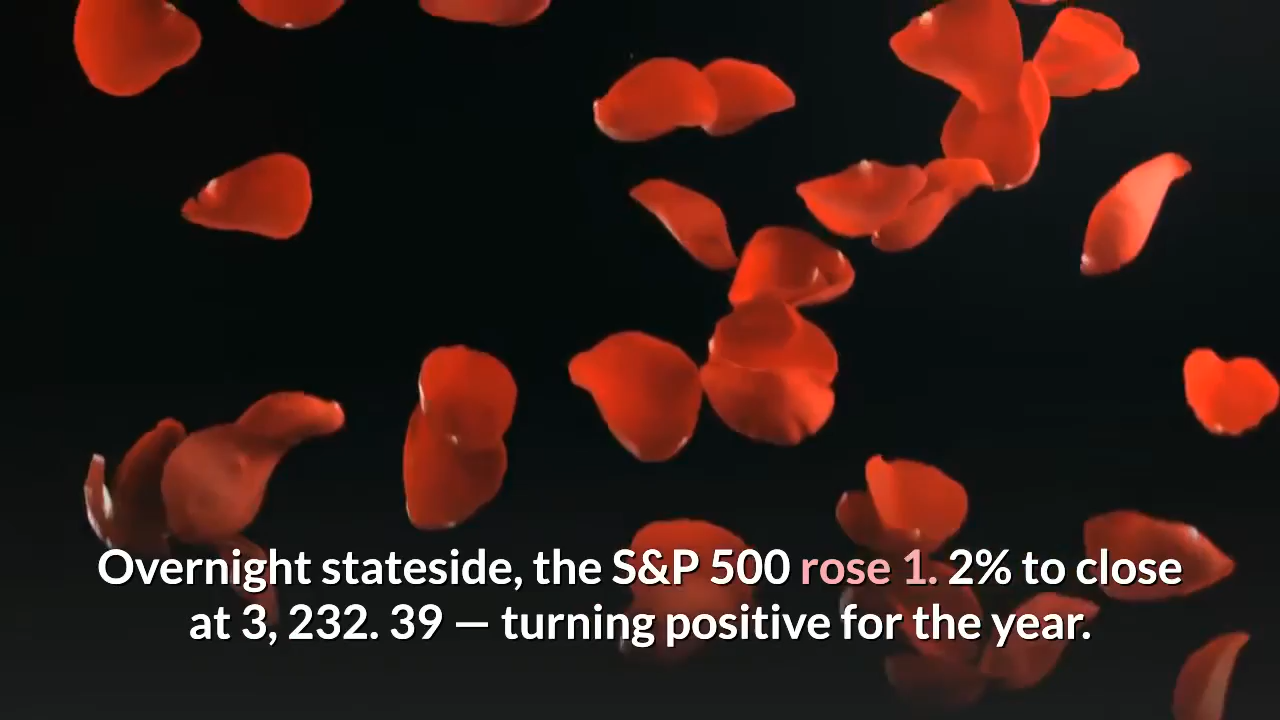 Overnight stateside, the S&P 500 rose 1. 2% to close
at 3, 232. 39 — turning positive for the year.